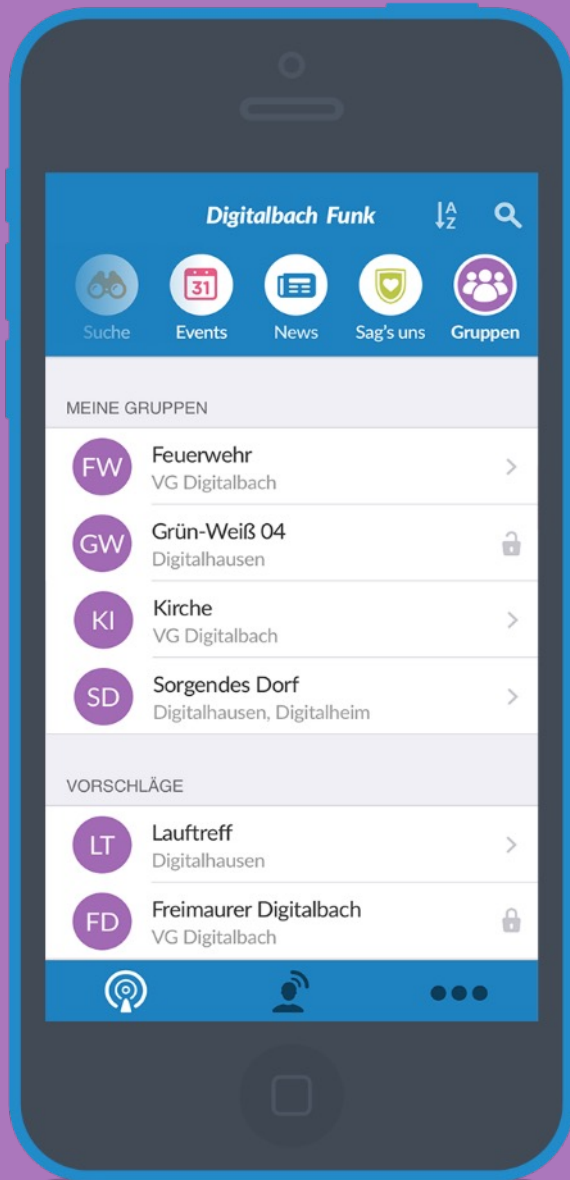 Digitalbach Funk
A
Z
31
Suche
Events
News
Sag's uns
Gruppen
MEINE GRUPPEN
FW
Feuerwehr
VG Digitalbach
GW
Grün-Weiß 04
Digitalhausen
KI
Kirche
VG Digitalbach
SD
Sorgendes Dorf
Digitalhausen, Digitalheim
VORSCHLÄGE
LT
Lauftreff
Digitalhausen
FD
Freimaurer Digitalbach
VG Digitalbach